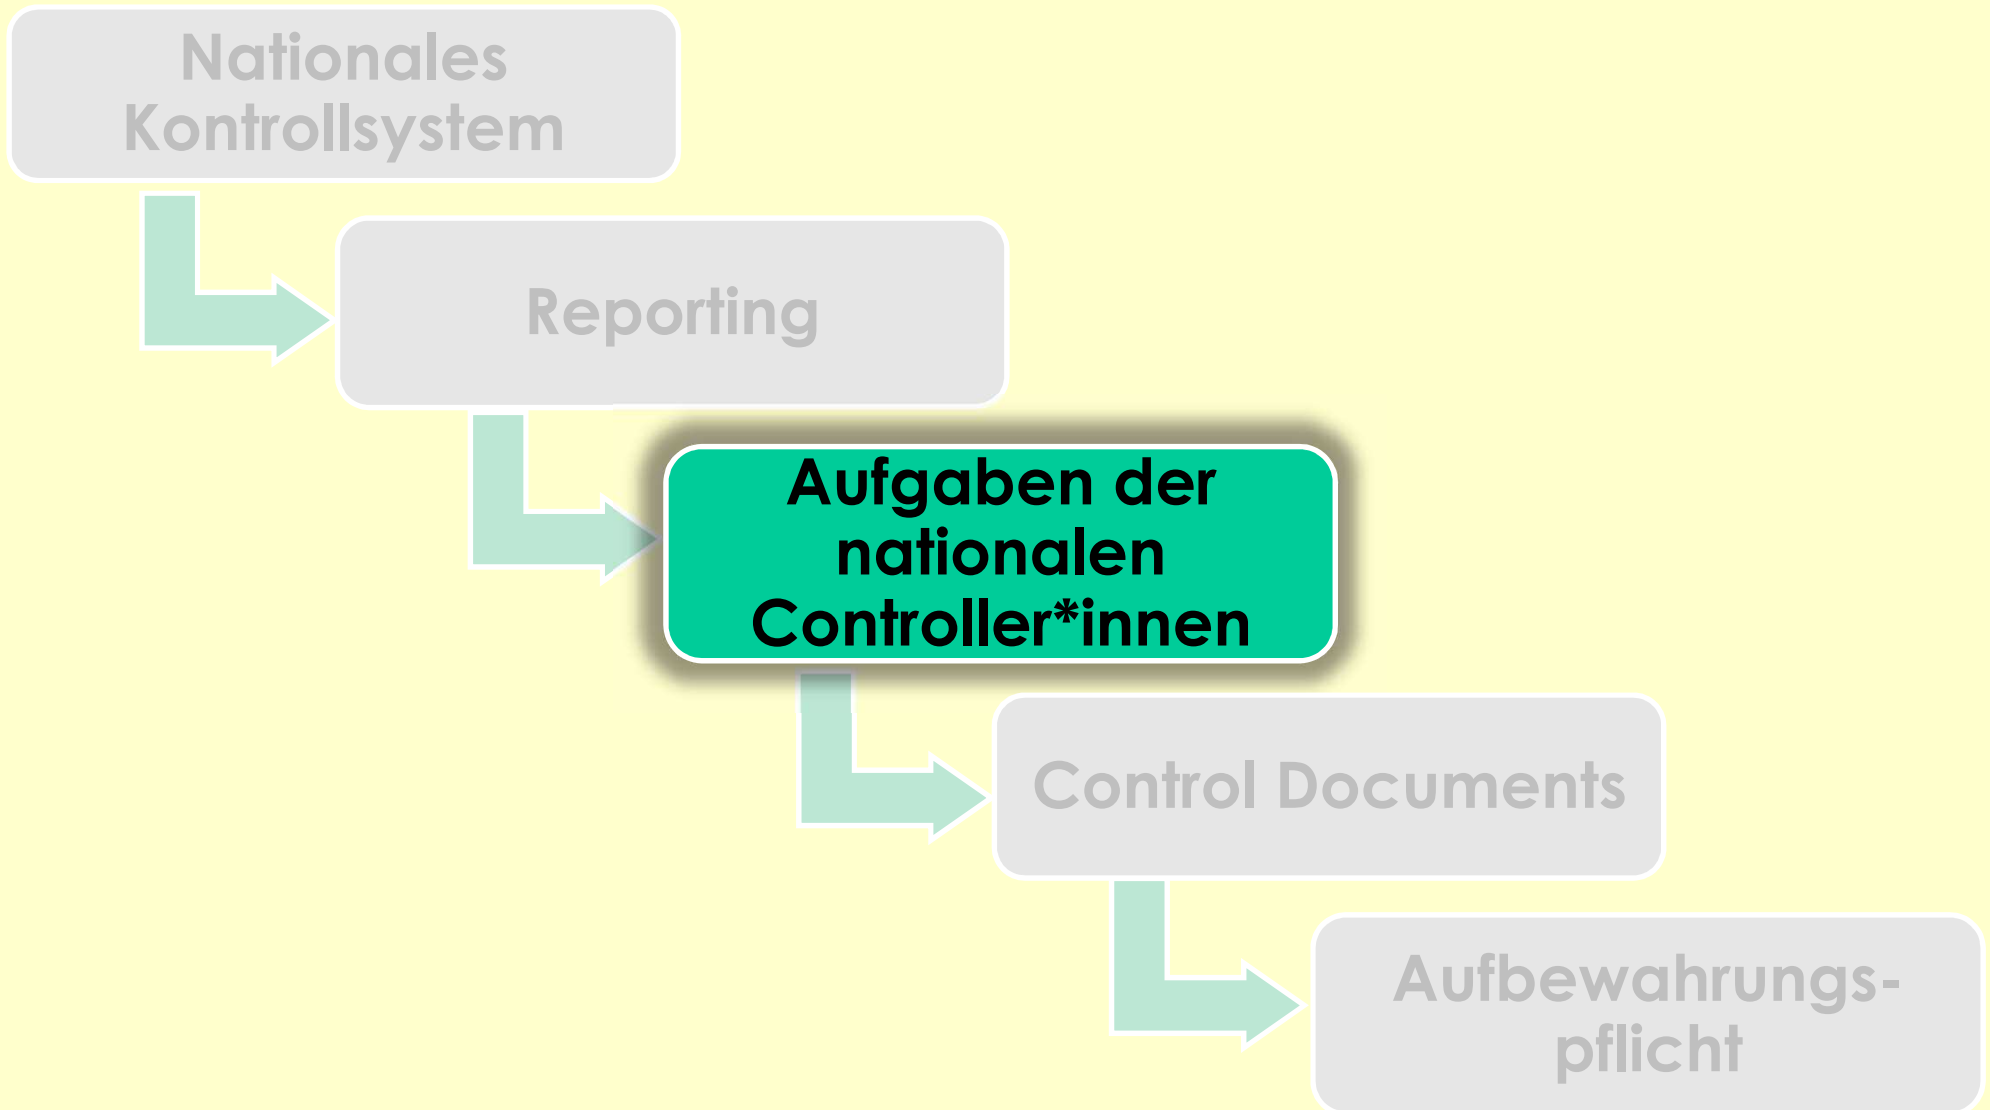 Nationales
Kontrollsystem
Reporting
Aufgaben der
nationalen
Controller*innen
Control Documents
Aufbewahrungs-
pflicht